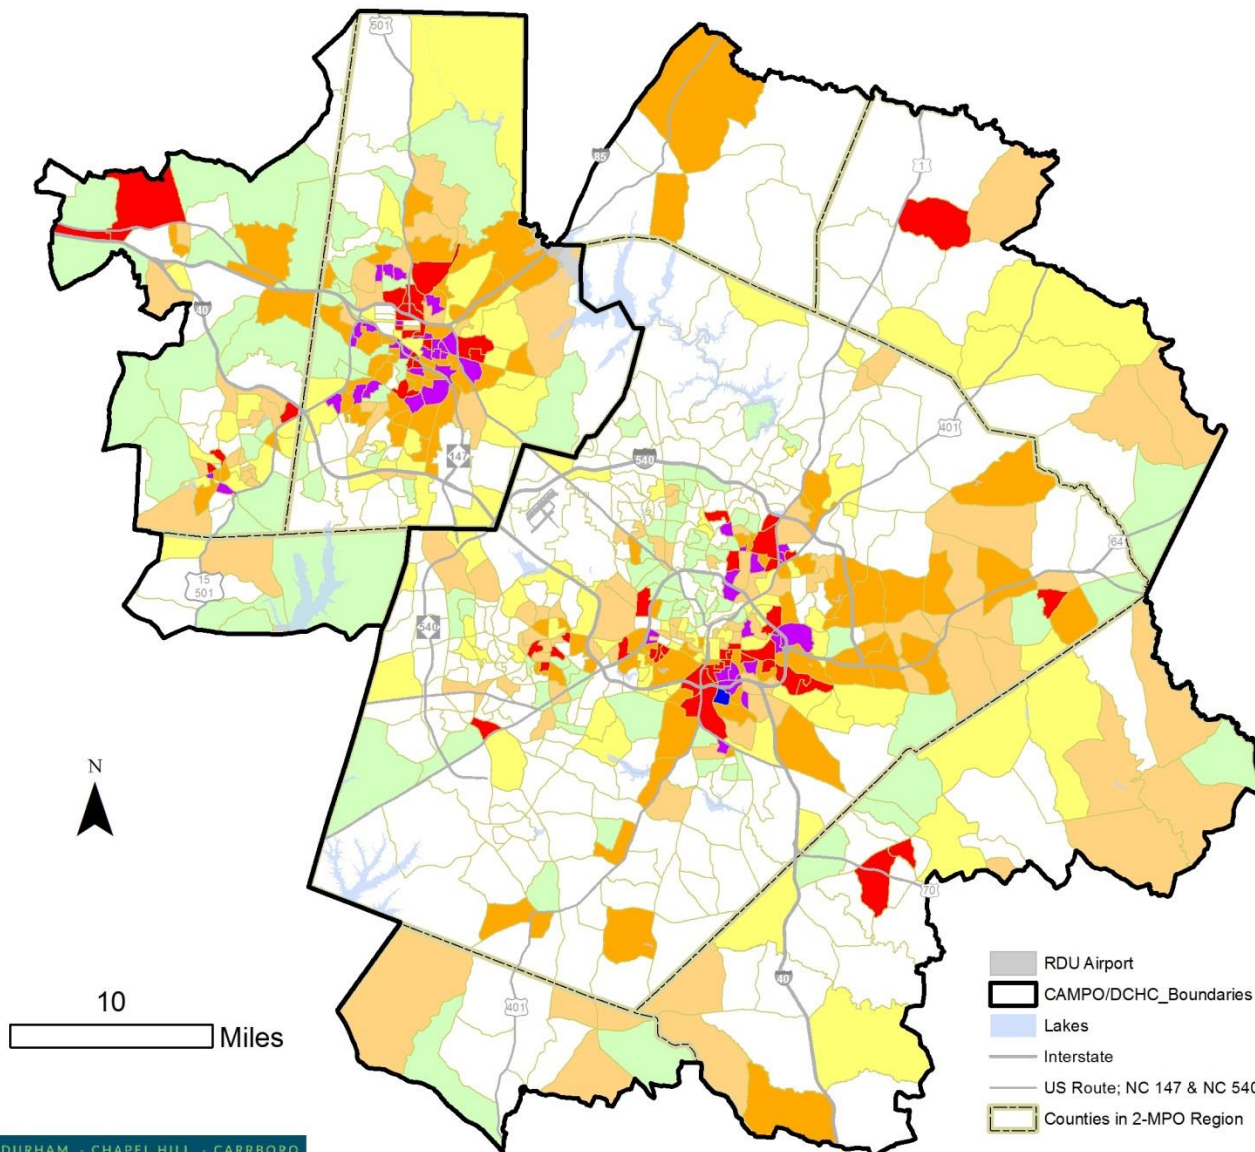 501
85
1
40
401
147
540
64
15
501
540
N
70
RDU Airport
10
CAMPO/DCHC_Boundaries
40
Lakes
401
Miles
Interstate
US Route; NC 147 & NC 540
Counties in 2-MPO Region
DURHAM - CHAPEL HILL - CARRBORO